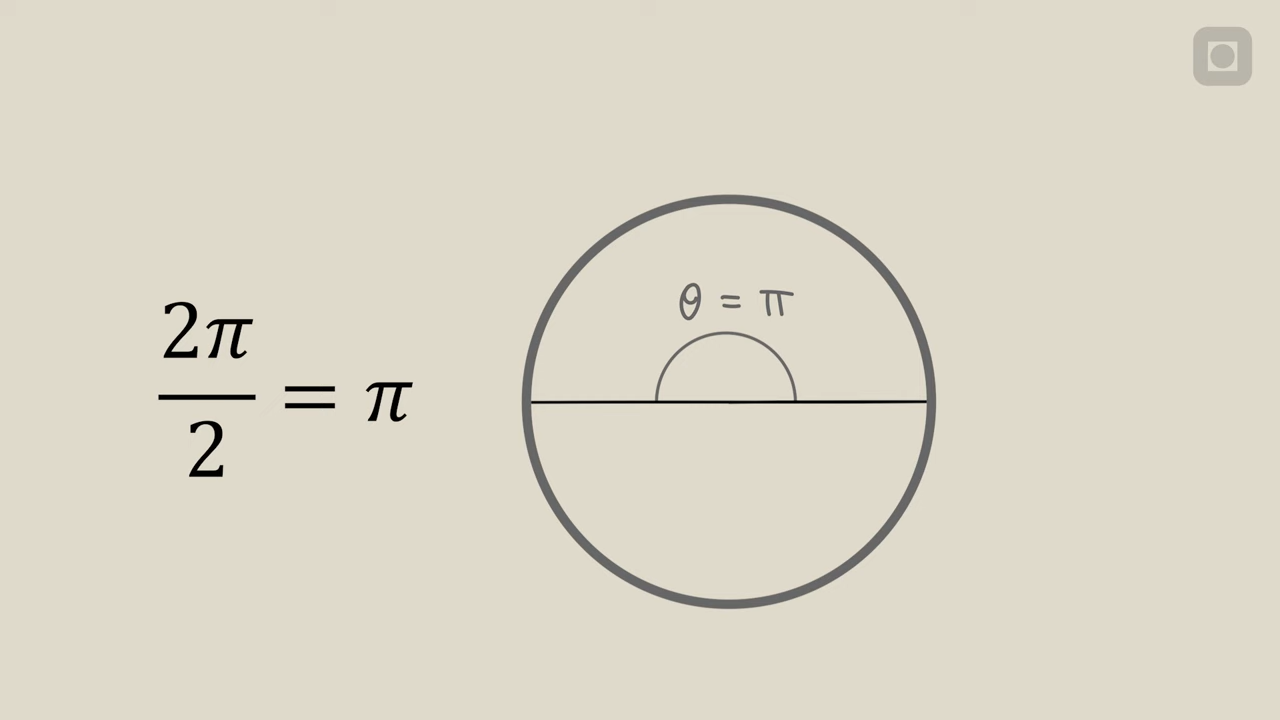 2π
2
= π
θ = π